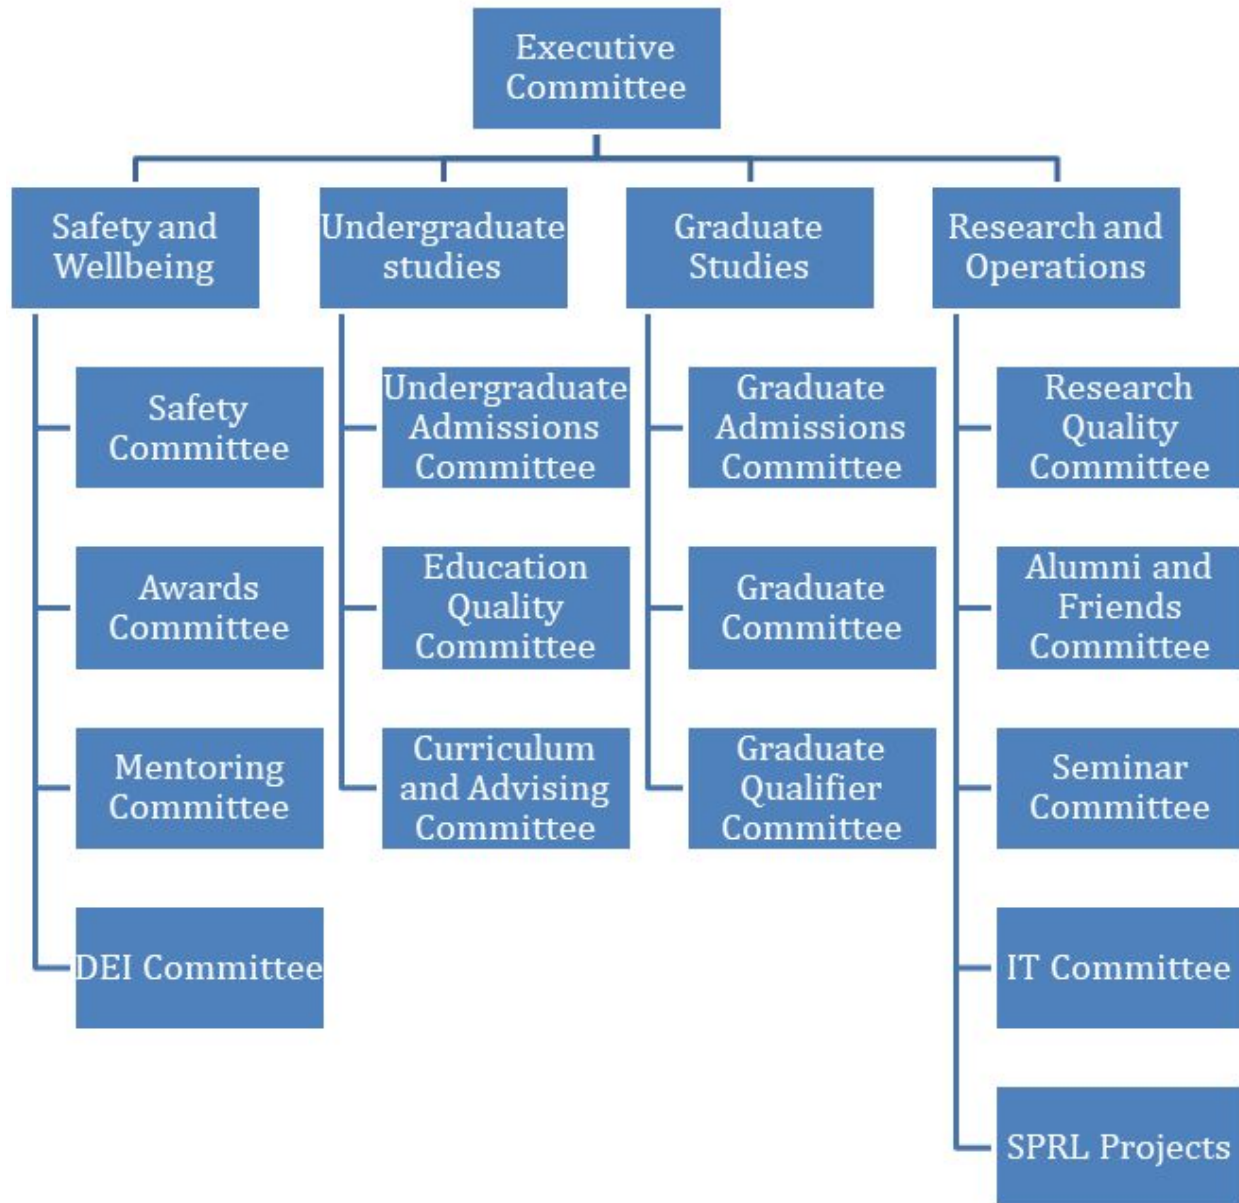 Executive
Committee
Safety and
Wellbeing
Undergraduate
studies
Graduate
Studies
Research and
Operations
Safety
Committee
Awards
Committee
Mentoring
Committee
DEI Committee
Undergraduate
Admissions
Committee
Education
Quality
Committee
Curriculum
and Advising
Committee
Graduate
Admissions
Committee
Graduate
Committee
Graduate
Qualifier
Committee
Research
Quality
Committee
Alumni and
Friends
Committee
Seminar
Committee
IT Committee
SPRL Projects